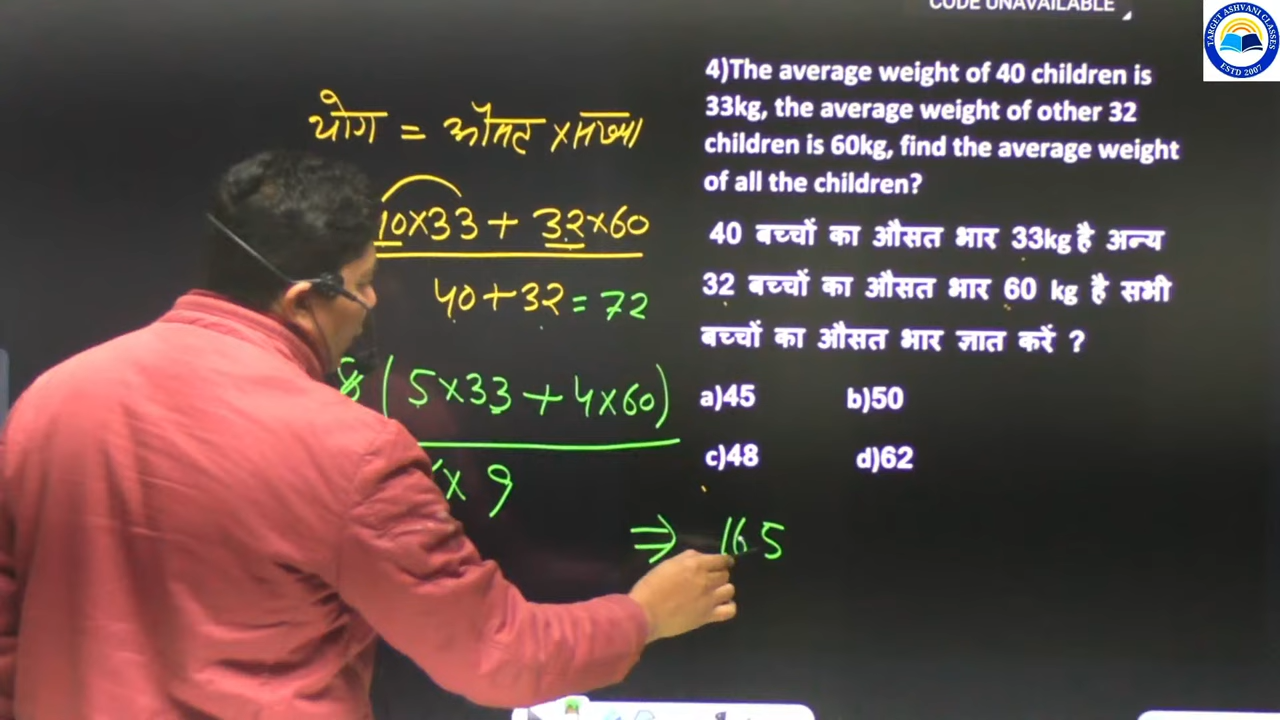 CODE UNAVAILABLE
TARGET ASHVANI CLASSES
ESTD 2007
4)The average weight of 40 children is
33kg, the average weight of other 32
children is 60kg, find the average weight
of all the children?
40 बच्चों का औसत भार 33kg है अन्य
32 बच्चों का औसत भार 60 kg है सभी
बच्चों का औसत भार ज्ञात करें ?
a)45 b)50
c)48 d)62
योग = औसत × संख्या
0×33 + 32×60
40+32 = 72
8 (5×33 + 4×60)
× 9
⇒ 165